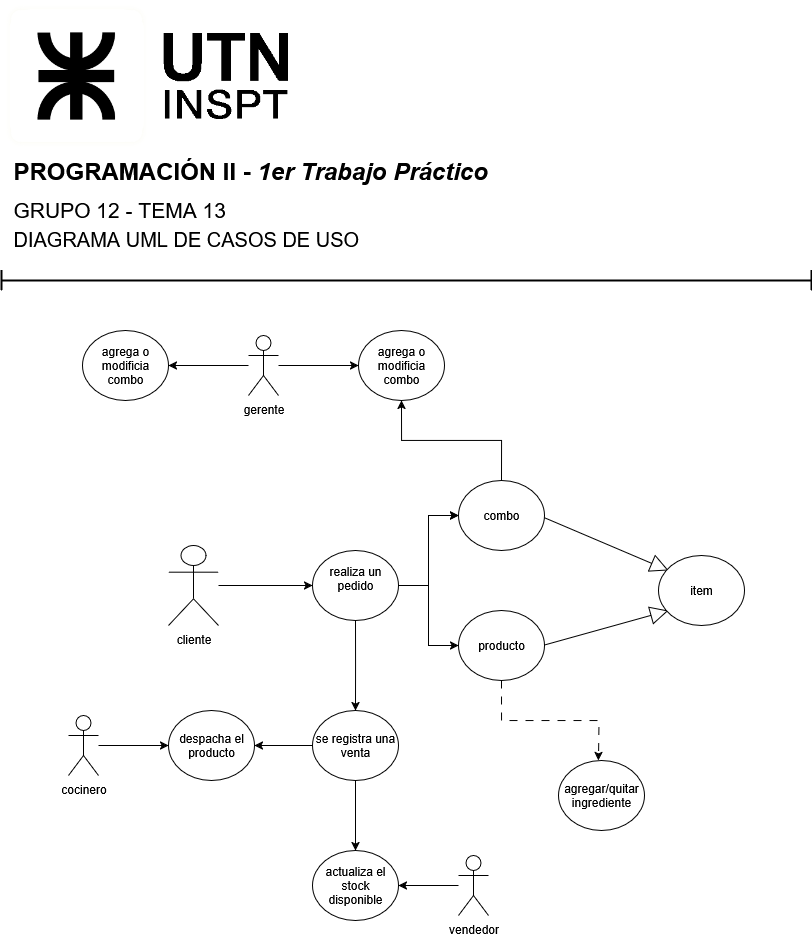 UTN
INSPT
PROGRAMACIÓN II - 1er Trabajo Práctico
GRUPO 12 - TEMA 13
DIAGRAMA UML DE CASOS DE USO
agrega o
modificia
combo
gerente
agrega o
modificia
combo
combo
item
realiza un
pedido
cliente
producto
despacha el
producto
se registra una
venta
cocinero
agregar/quitar
ingrediente
actualiza el
stock
disponible
vendedor